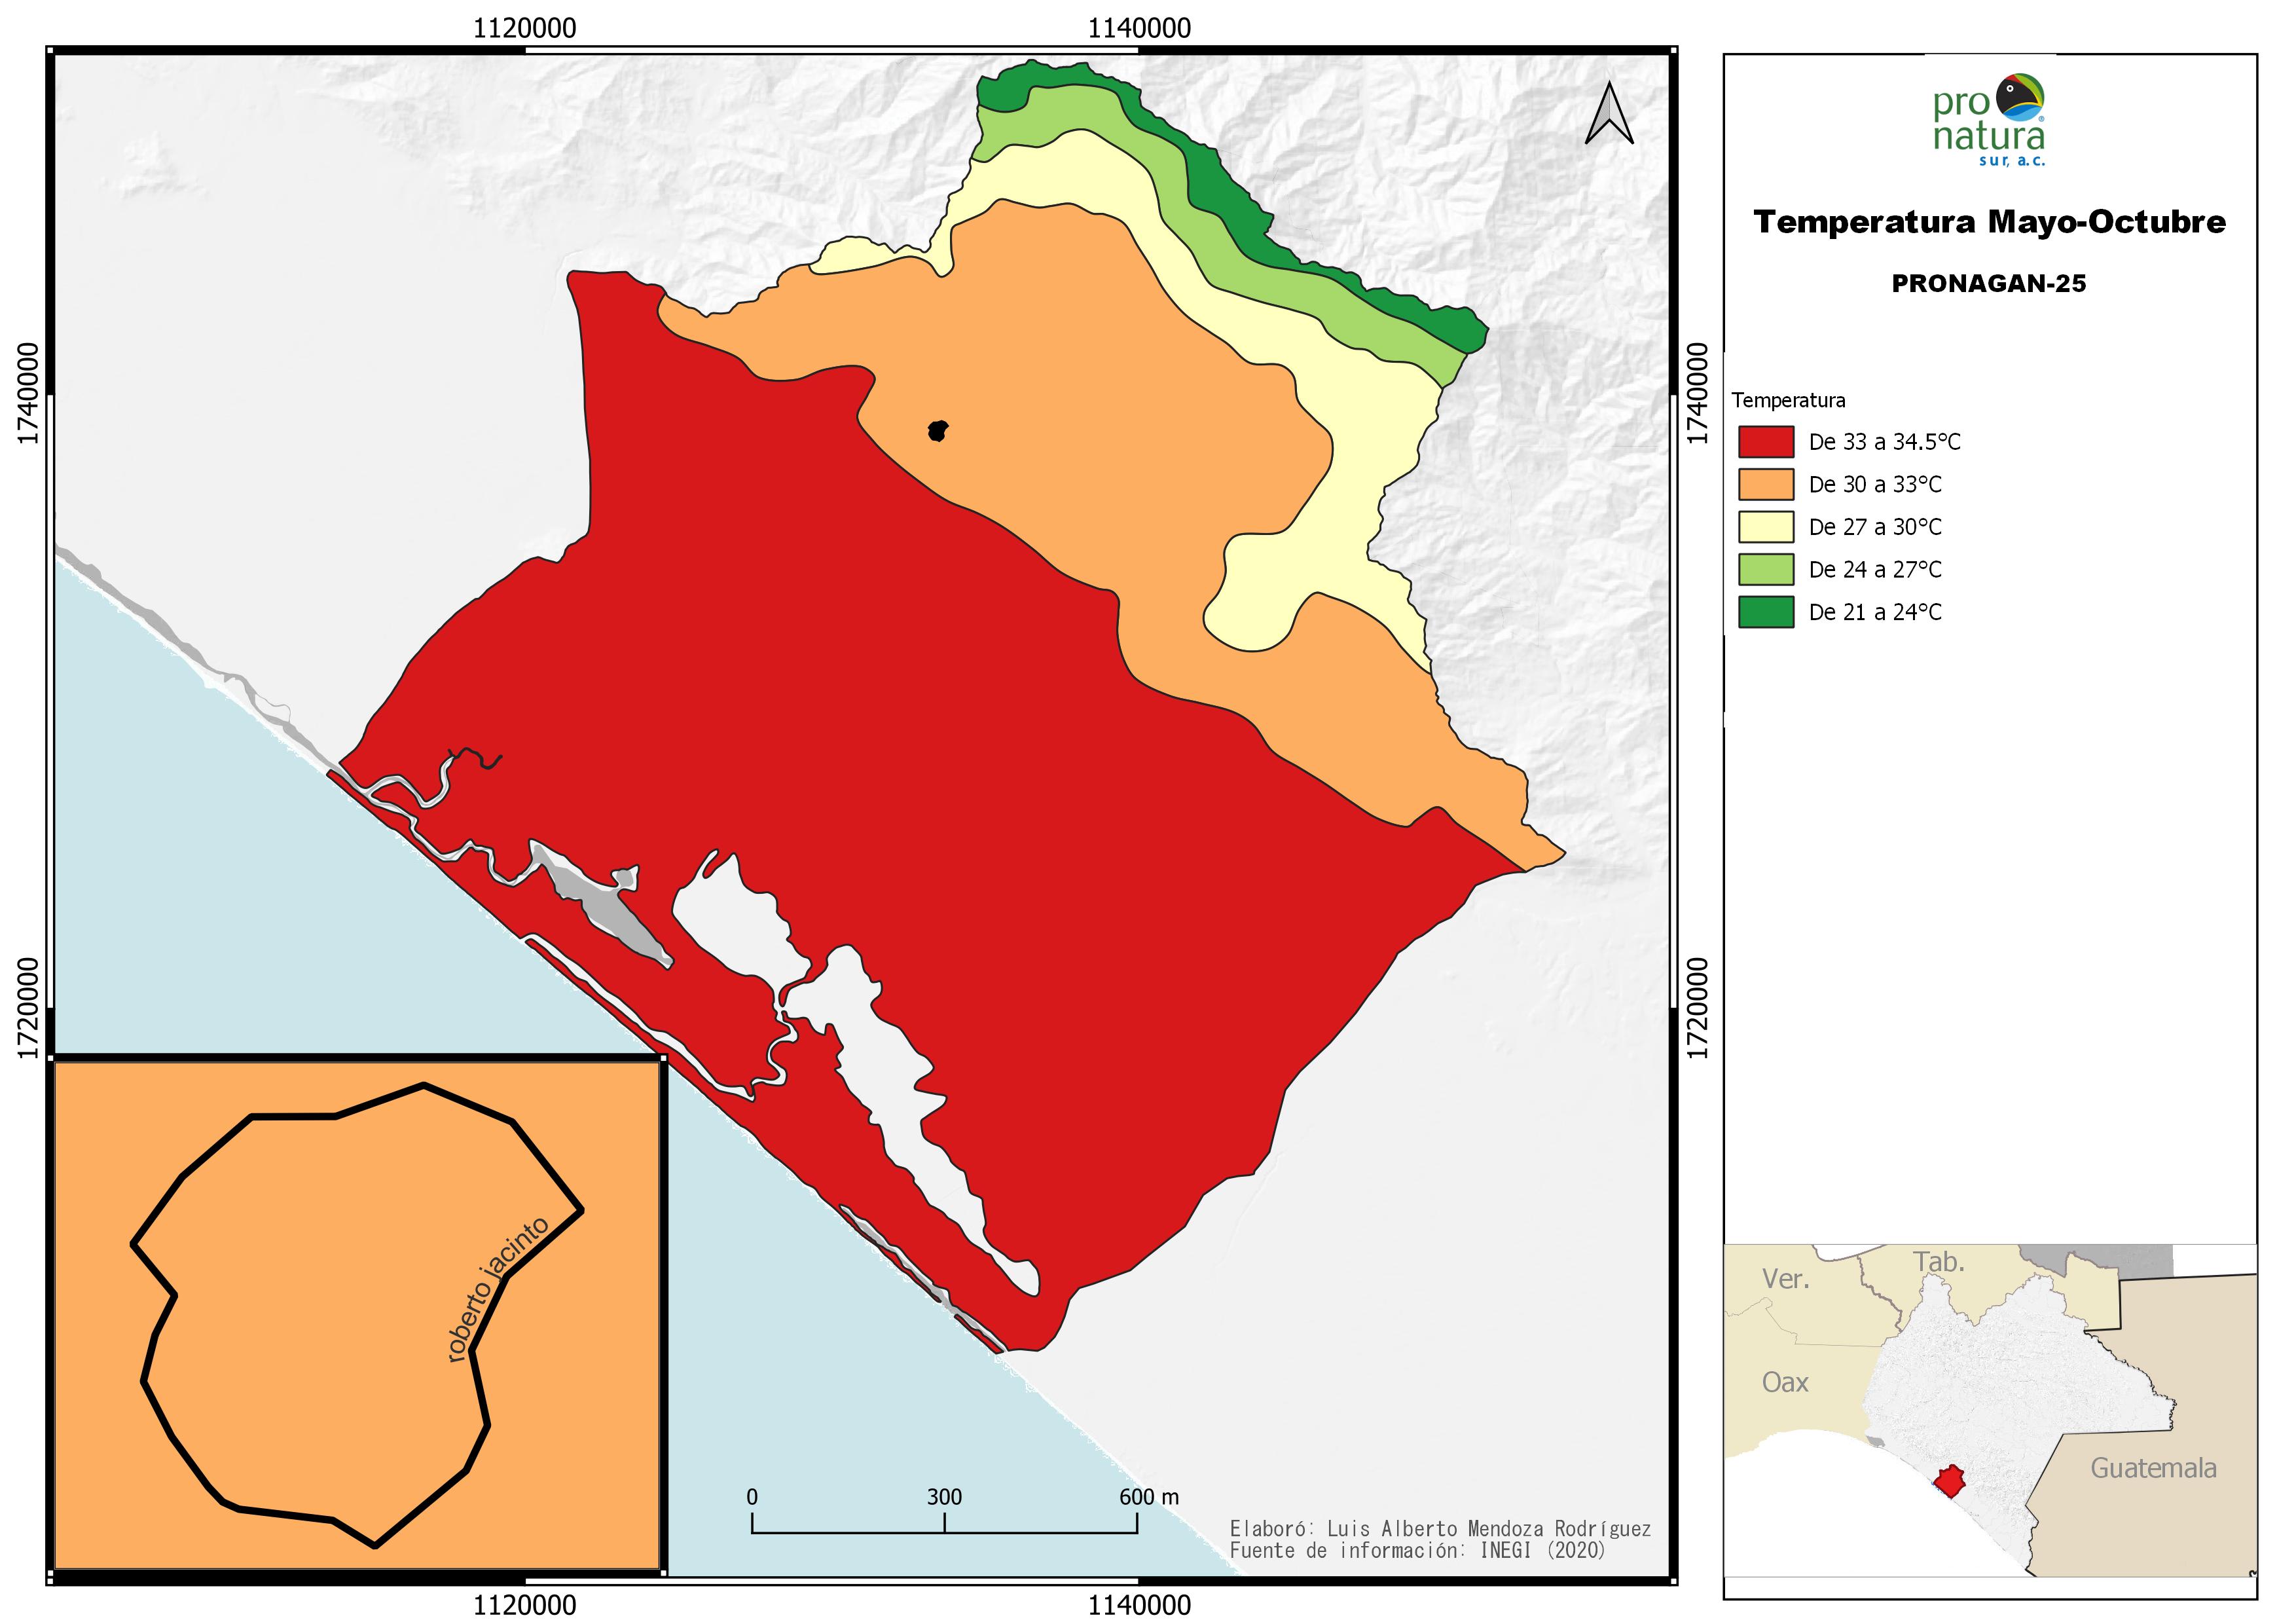 1120000
1140000
1740000
1740000
1720000
1720000
1120000
1140000
roberto jacinto
0
300
600 m
Elaboró: Luis Alberto Mendoza Rodríguez
Fuente de información: INEGI (2020)
pro
natura
®
sur, a.c.
Temperatura Mayo-Octubre
PRONAGAN-25
Temperatura
De 33 a 34.5°C
De 30 a 33°C
De 27 a 30°C
De 24 a 27°C
De 21 a 24°C
Ver.
Tab.
Oax
Guatemala